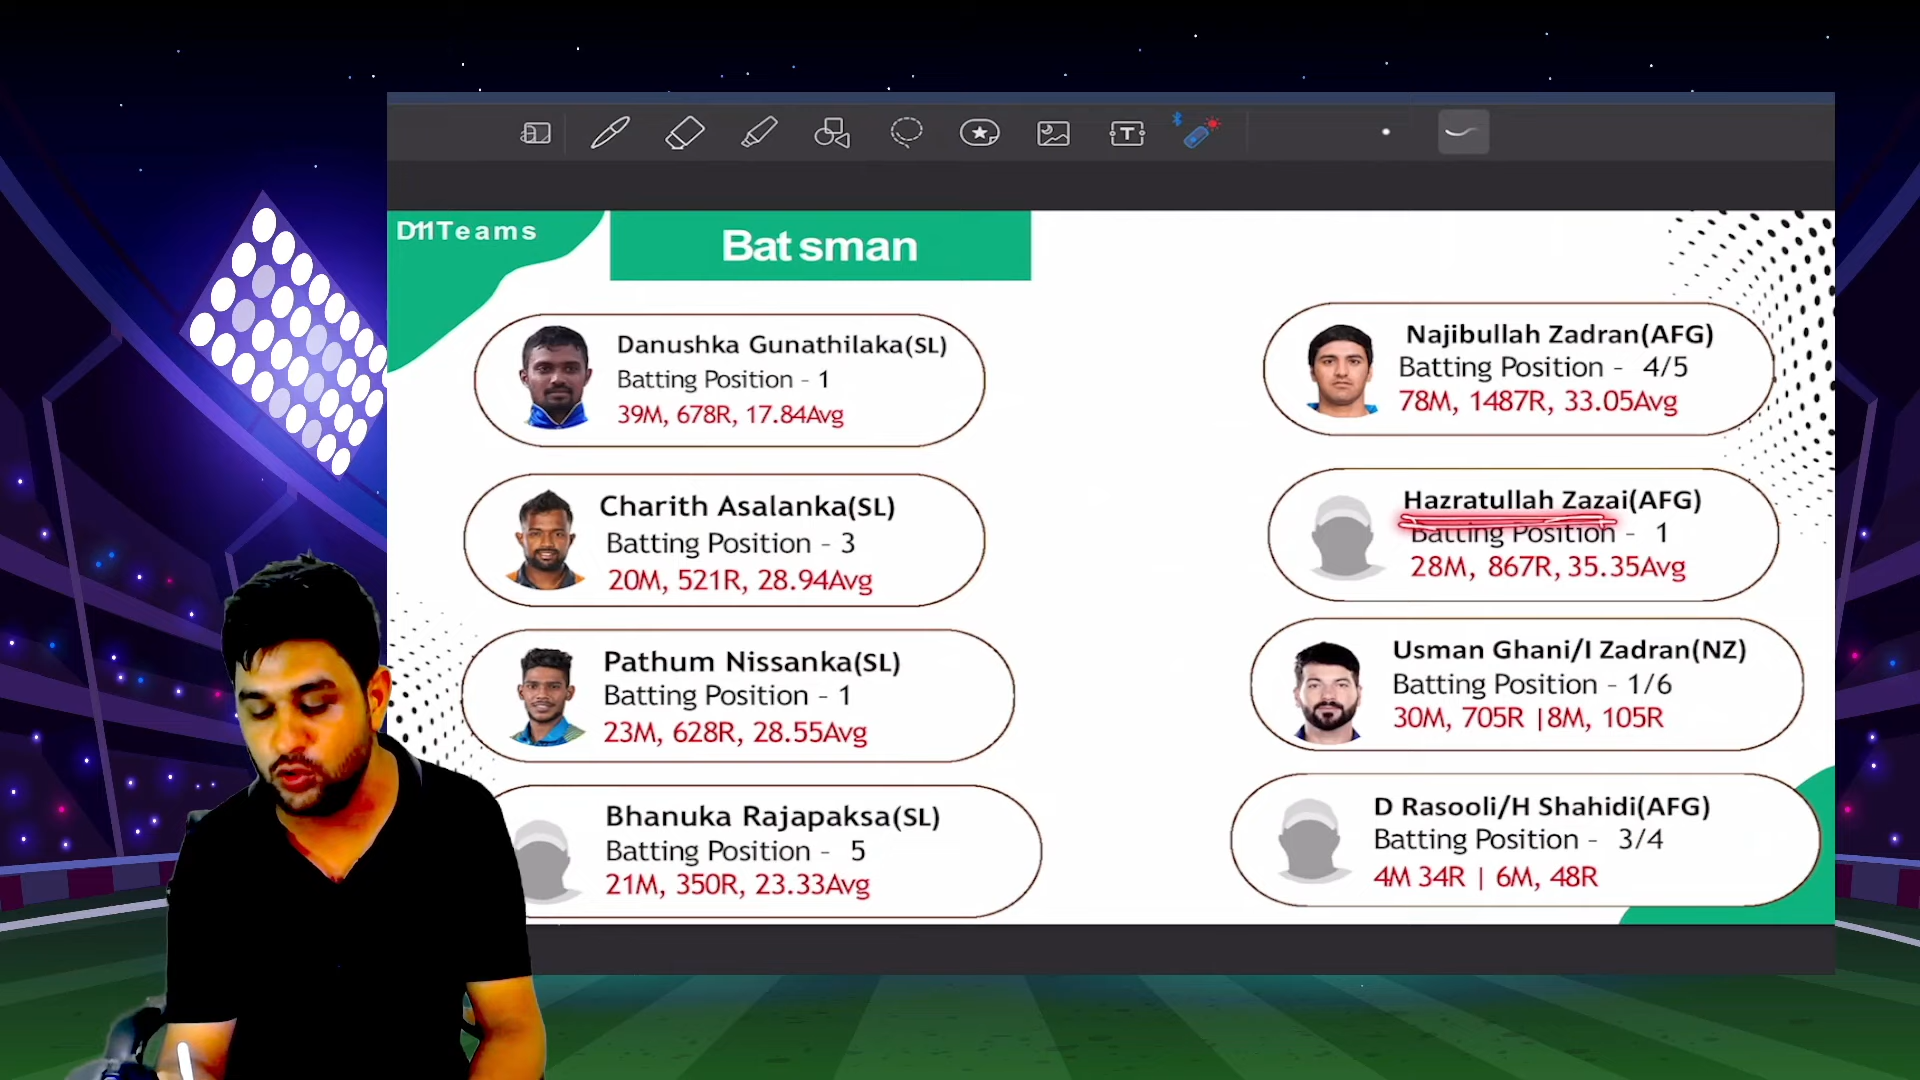 D11Teams
Batsman
Danushka Gunathilaka(SL)
Batting Position - 1
39M, 678R, 17.84Avg
Charith Asalanka(SL)
Batting Position - 3
20M, 521R, 28.94Avg
Pathum Nissanka(SL)
Batting Position - 1
23M, 628R, 28.55Avg
Bhanuka Rajapaksa(SL)
Batting Position - 5
21M, 350R, 23.33Avg
Najibullah Zadran(AFG)
Batting Position - 4/5
78M, 1487R, 33.05Avg
Hazratullah Zazai(AFG)
Batting Position - 1
28M, 867R, 35.35Avg
Usman Ghani/I Zadran(NZ)
Batting Position - 1/6
30M, 705R |8M, 105R
D Rasooli/H Shahidi(AFG)
Batting Position - 3/4
4M 34R | 6M, 48R